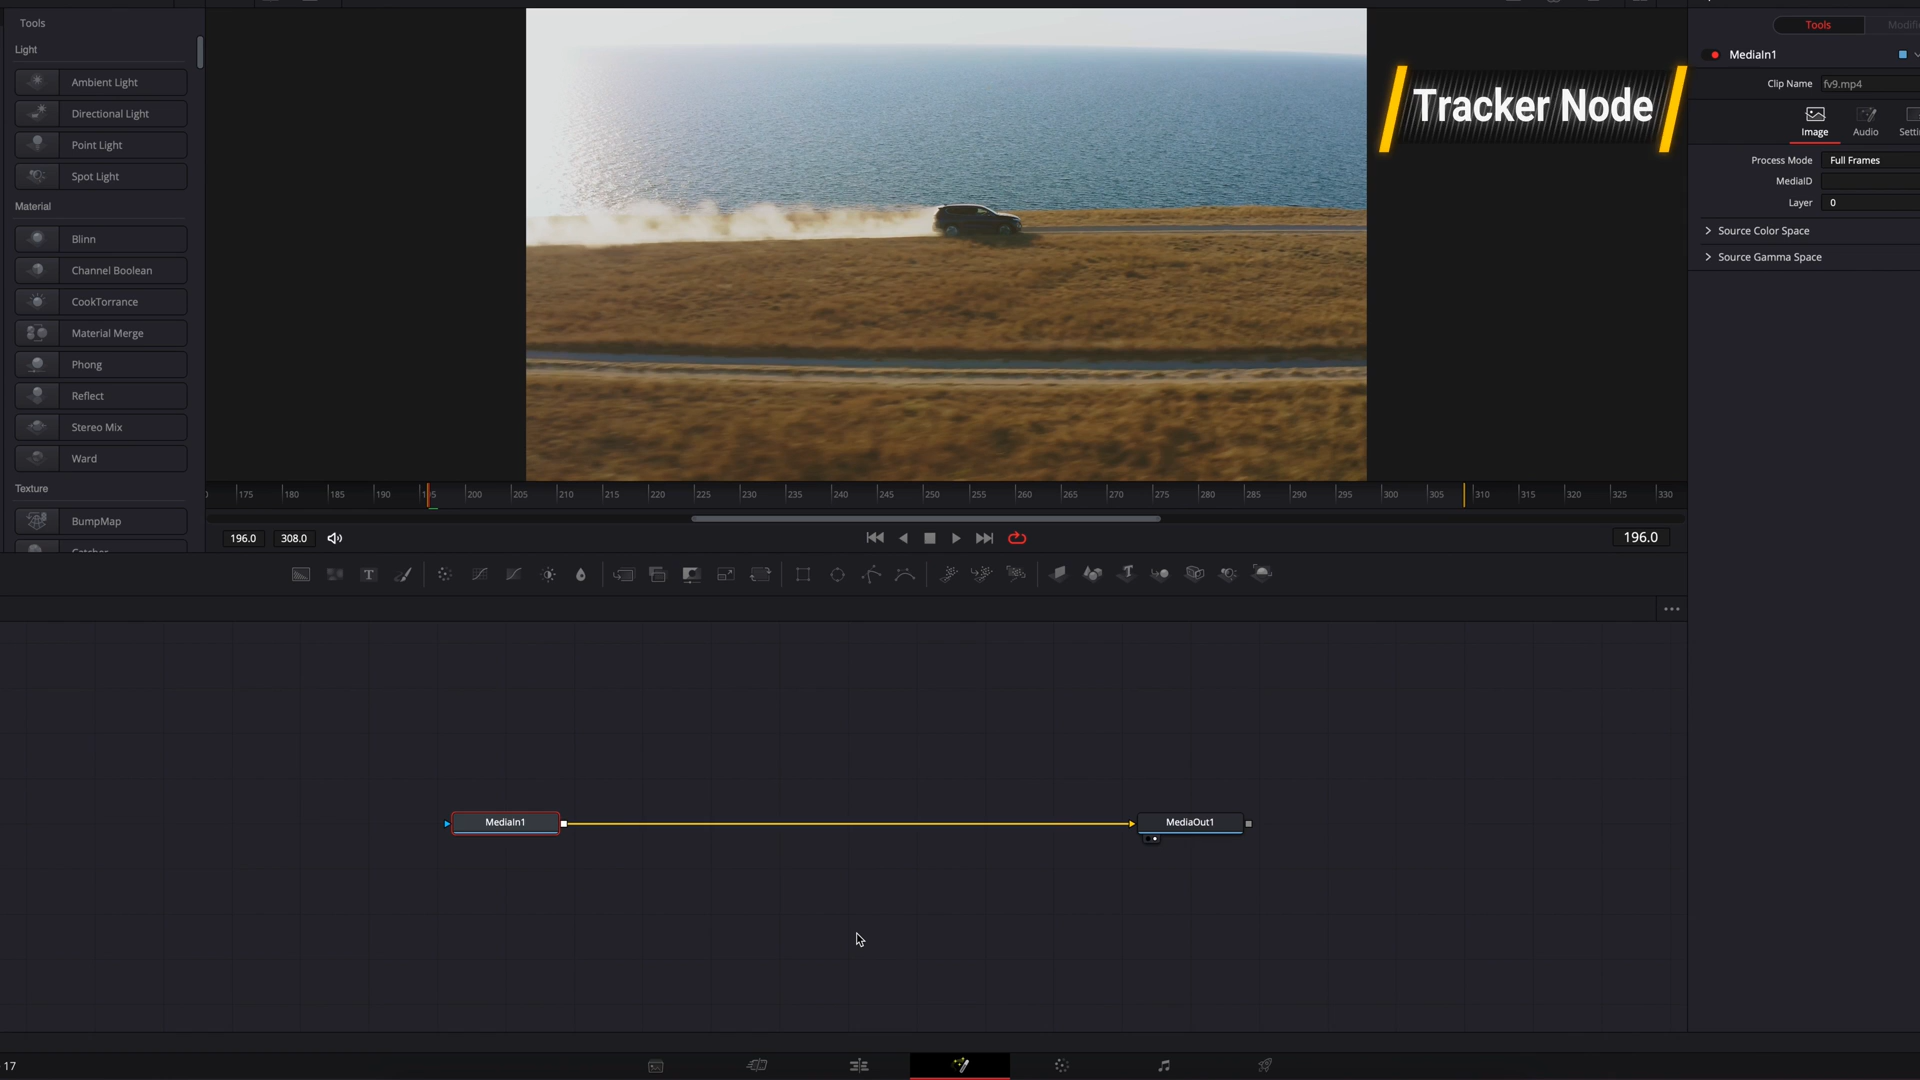 Tools
Light
Ambient Light
Directional Light
Point Light
Spot Light
Material
Blinn
Channel Boolean
CookTorrance
Material Merge
Phong
Reflect
Stereo Mix
Ward
Texture
BumpMap
Tracker Node
Tools
MediaIn1
Clip Name fv9.mp4
Image Audio
Process Mode Full Frames
MediaID
Layer 0
Source Color Space
Source Gamma Space
175 180 185 190 195 200 205 210 215 220 225 230 235 240 245 250 255 260 265 270 275 280 285 290 295 300 305 310 315 320 325 330
196.0 308.0
196.0
MediaIn1
MediaOut1
17